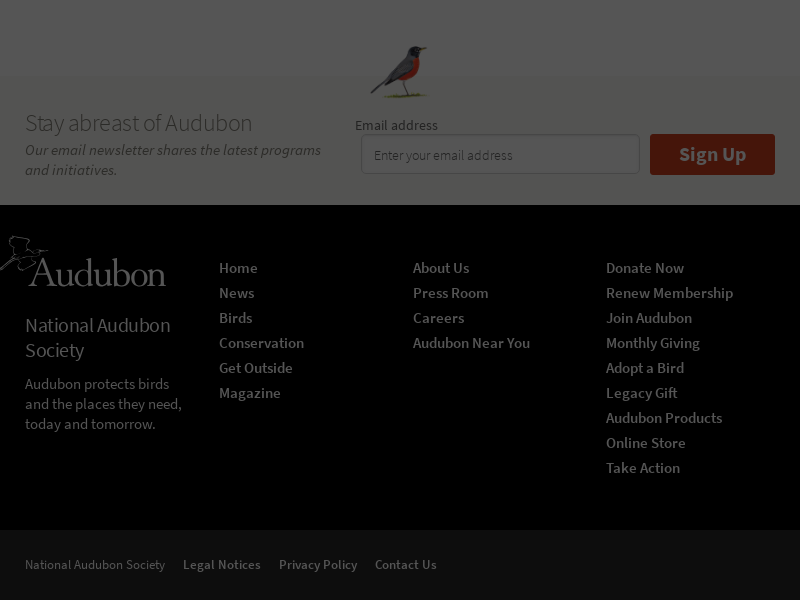 Stay abreast of Audubon
Our email newsletter shares the latest programs
and initiatives.
Email address
Enter your email address
Sign Up
Audubon
National Audubon
Society
Audubon protects birds
and the places they need,
today and tomorrow.
Home
News
Birds
Conservation
Get Outside
Magazine
About Us
Press Room
Careers
Audubon Near You
Donate Now
Renew Membership
Join Audubon
Monthly Giving
Adopt a Bird
Legacy Gift
Audubon Products
Online Store
Take Action
National Audubon Society Legal Notices Privacy Policy Contact Us